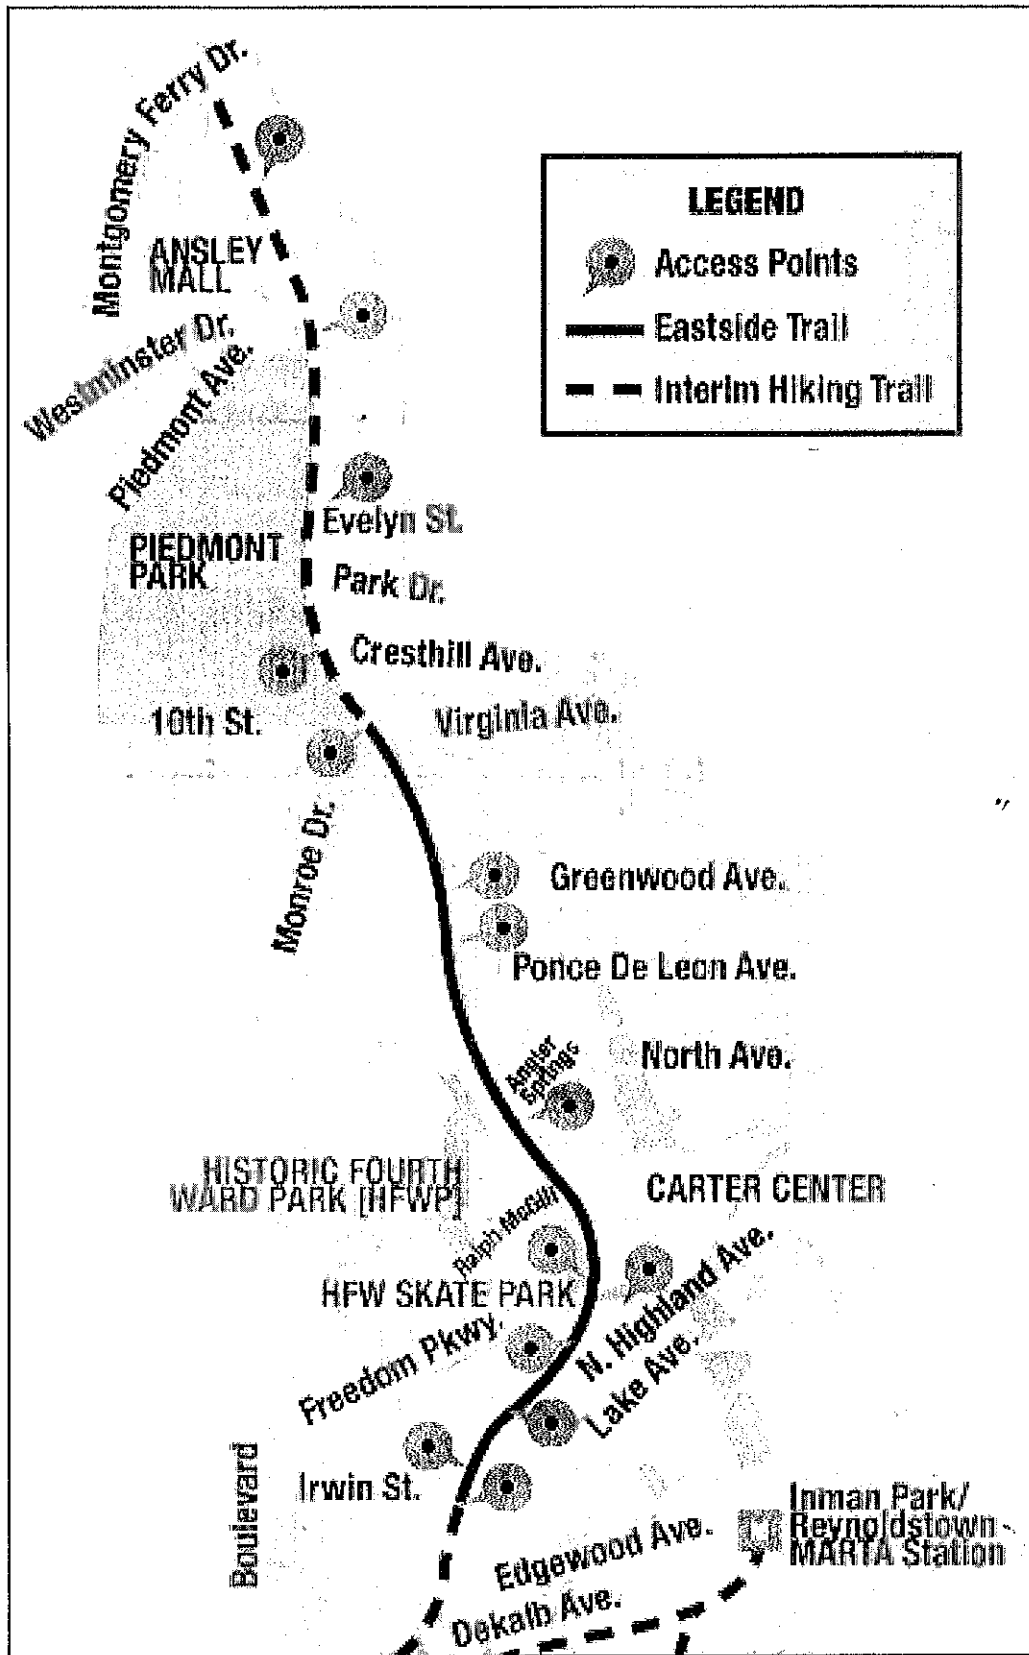 Montgomery Ferry Dr.
LEGEND
Access Points
Eastside Trail
Interim Hiking Trail
ANSLEY
MALL
Westminster Dr.
Piedmont Ave.
Evelyn St.
PIEDMONT
PARK
Park Dr.
Cresthill Ave.
10th St.
Virginia Ave.
Monroe Dr.
Greenwood Ave.
Ponce De Leon Ave.
North Ave.
Angier
Springs
HISTORIC FOURTH
WARD PARK [HFWP]
CARTER CENTER
Ralph McGill
HFW SKATE PARK
Freedom Pkwy.
N. Highland Ave.
Lake Ave.
Boulevard
Irwin St.
Inman Park/
Reynoldstown
MARTA Station
M
Edgewood Ave.
Dekalb Ave.